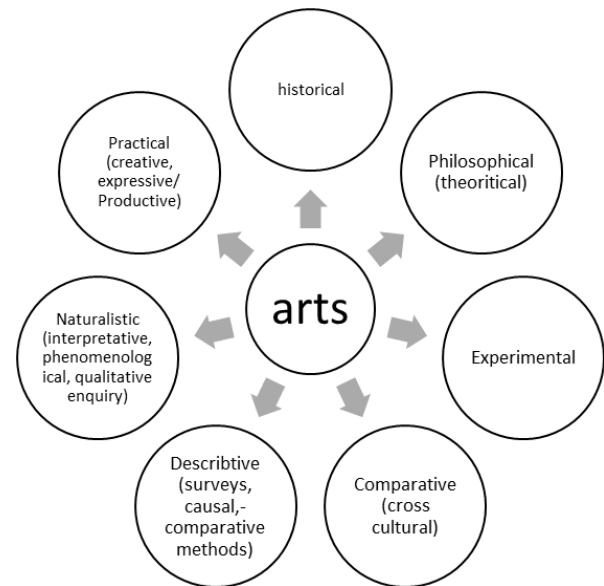 historical
Philosophical
(theoritical)
Experimental
Comparative
(cross
cultural)
Describtive
(surveys,
causal,-
comparative
methods)
Naturalistic
(interpretative,
phenomenolog
ical, qualitative
enquiry)
Practical
(creative,
expressive/
Productive)
arts